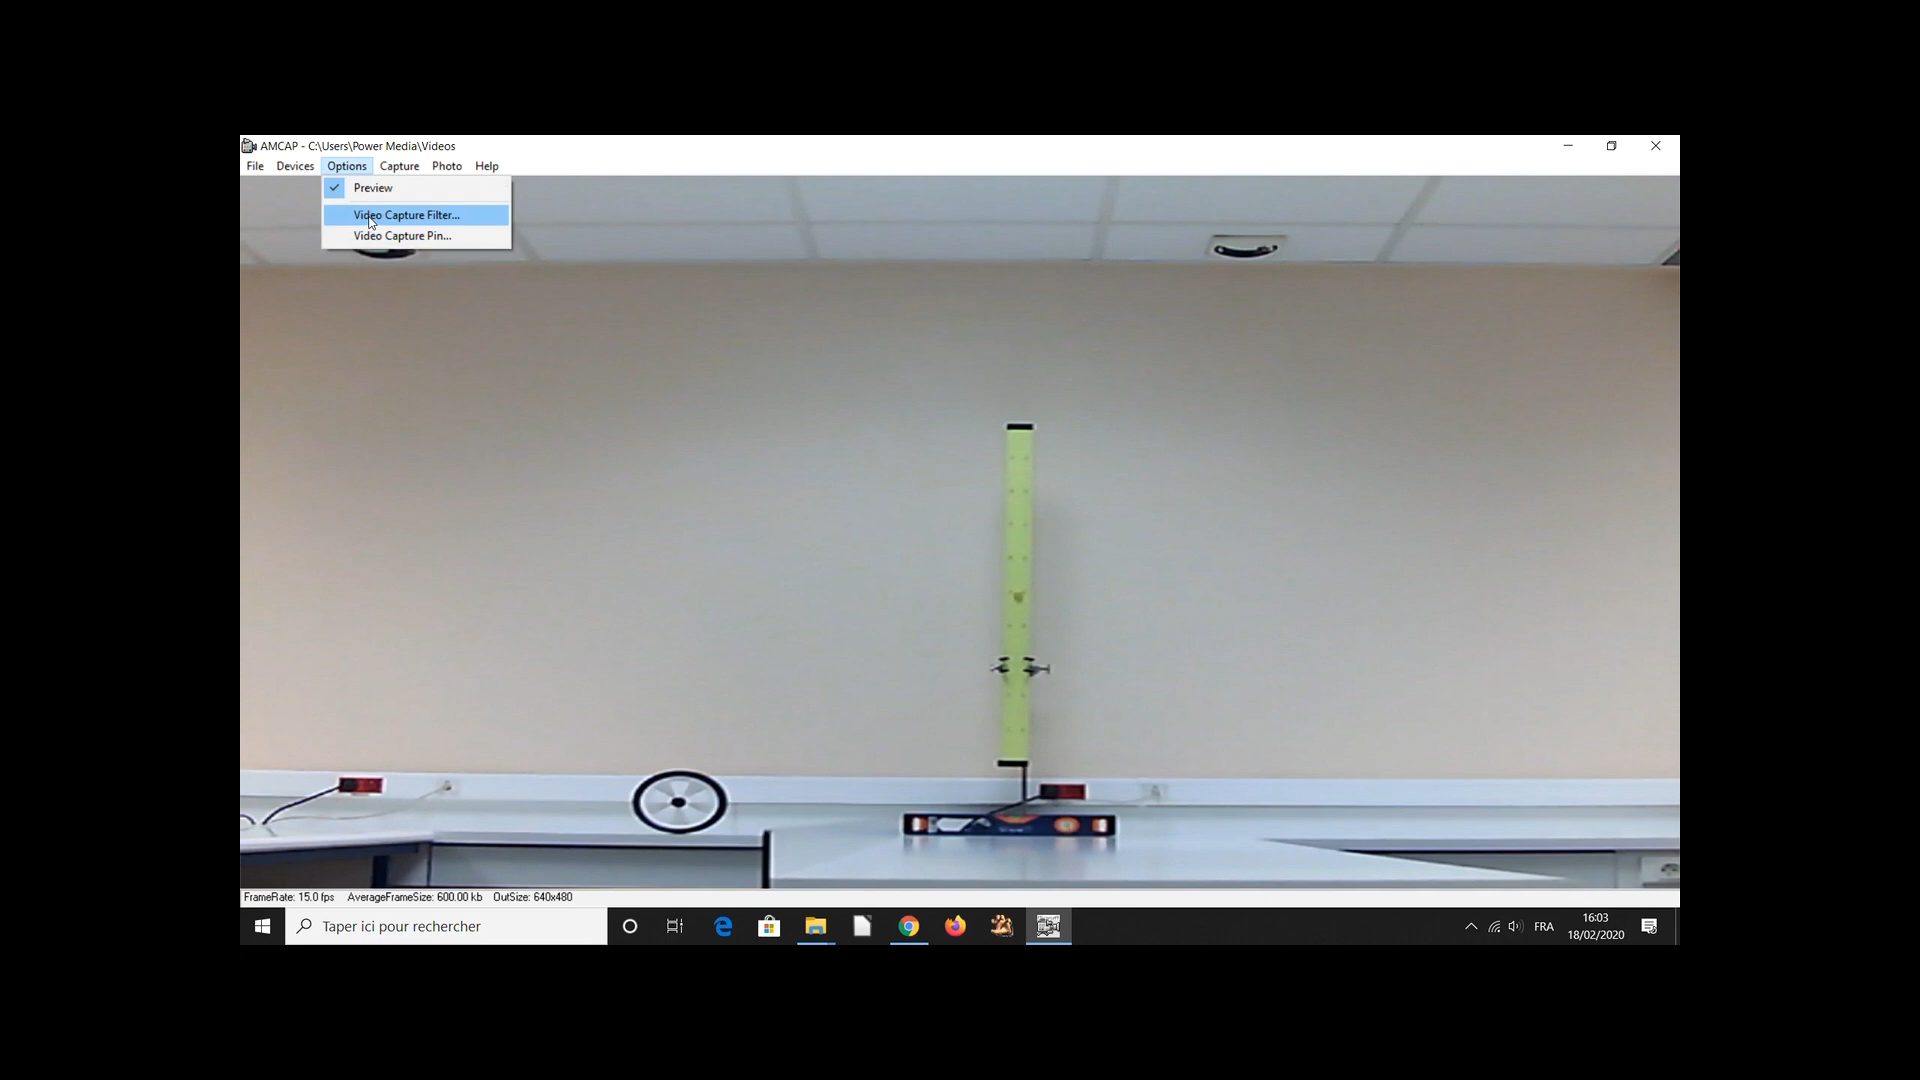 AMCAP - C:\Users\Power Media\Videos
File Devices Options Capture Photo Help
Preview
Video Capture Filter...
Video Capture Pin...
FrameRate: 15.0 fps AverageFrameSize: 600.00 kb OutSize: 640x480
Taper ici pour rechercher
FRA
16:03
18/02/2020